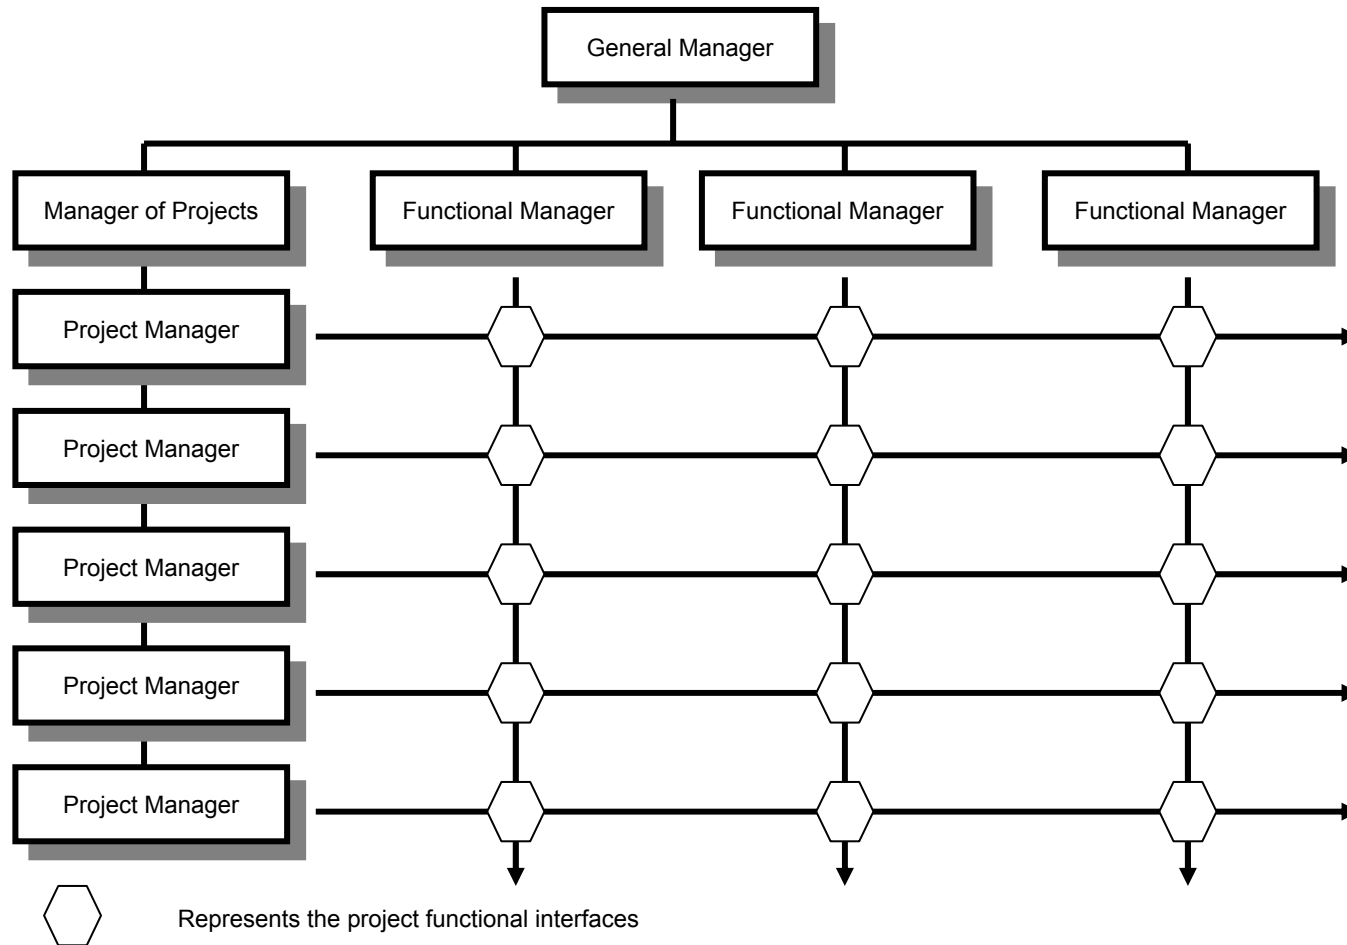 General Manager
Manager of Projects
Functional Manager
Functional Manager
Functional Manager
Project Manager
Project Manager
Project Manager
Project Manager
Project Manager
Represents the project functional interfaces